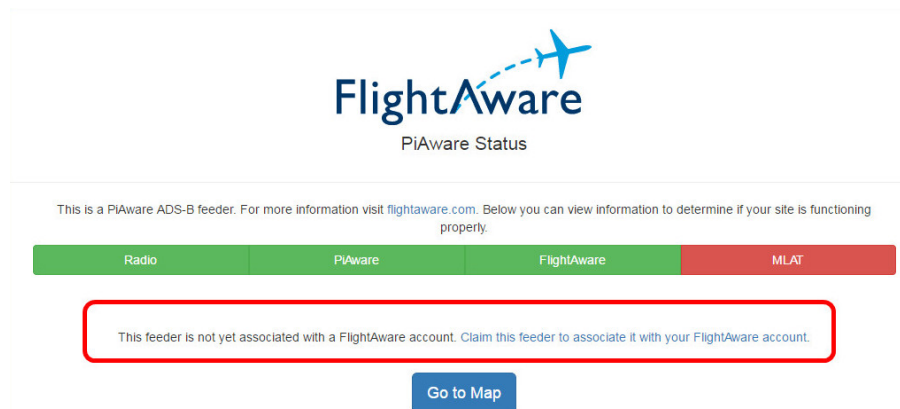 FlightAware
PiAware Status
This is a PiAware ADS-B feeder. For more information visit flightaware.com. Below you can view information to determine if your site is functioning
properly.
Radio PiAware FlightAware MLAT
This feeder is not yet associated with a FlightAware account. Claim this feeder to associate it with your FlightAware account.
Go to Map